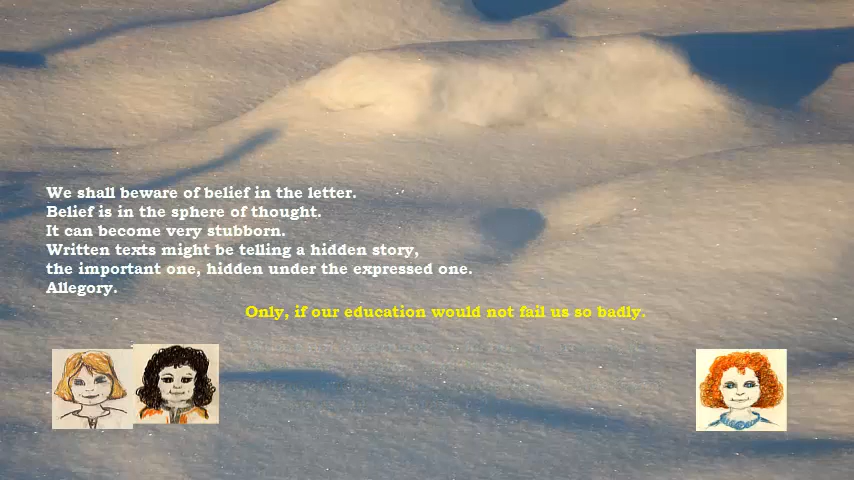 We shall beware of belief in the letter.
Belief is in the sphere of thought.
It can become very stubborn.
Written texts might be telling a hidden story,
the important one, hidden under the expressed one.
Allegory.
Only, if our education would not fail us so badly.